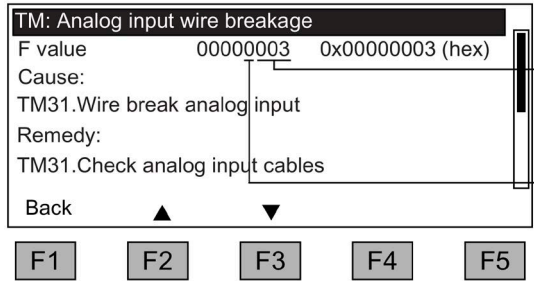 TM: Analog input wire breakage
F value 00000003 0x00000003 (hex)
Cause:
TM31.Wire break analog input
Remedy:
TM31.Check analog input cables
Back ▲ ▼
F1 F2 F3 F4 F5